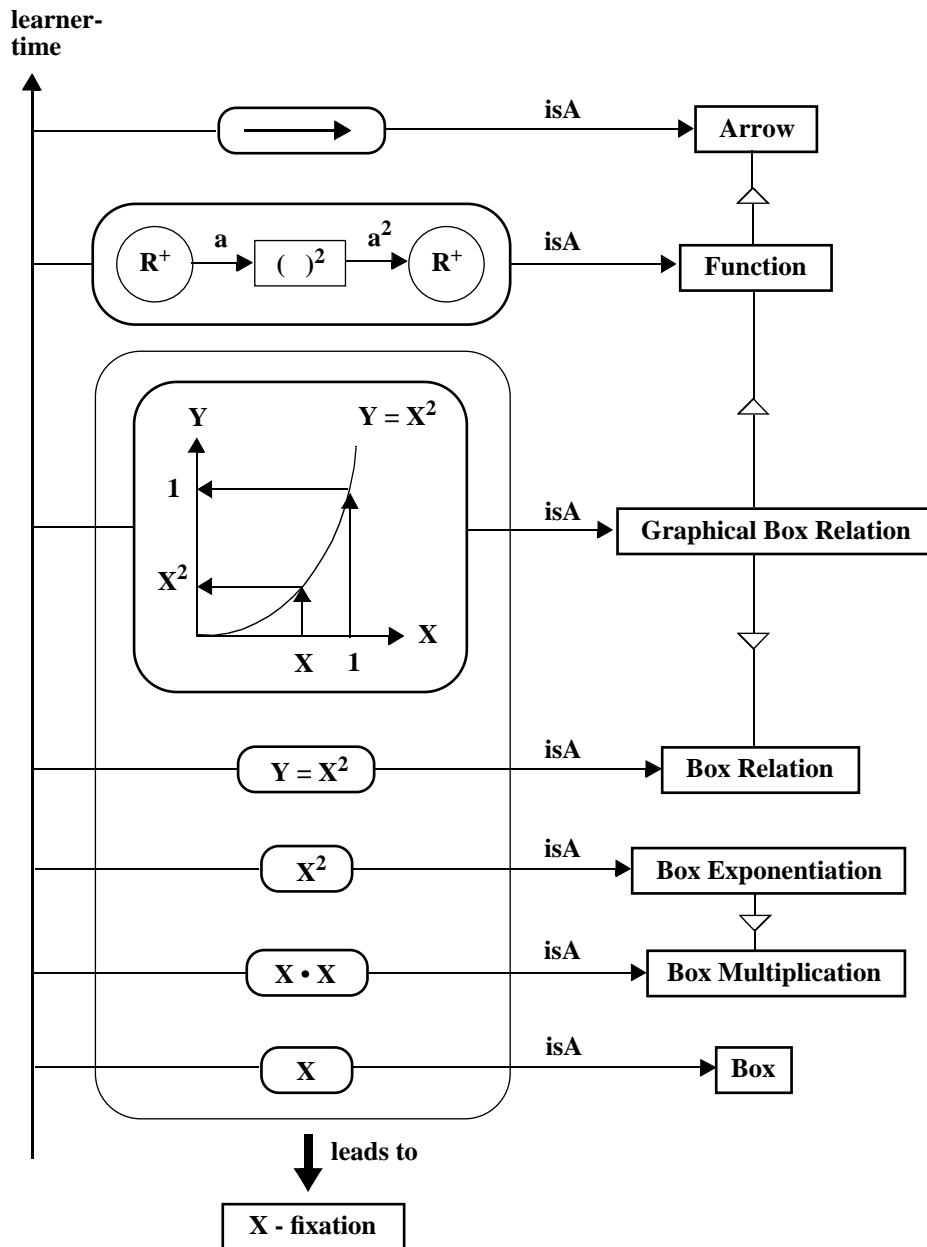 learner-
time
isA
Arrow
R⁺
a
( )²
a²
R⁺
isA
Function
Y
Y = X²
1
X²
X
X
1
isA
Graphical Box Relation
Y = X²
isA
Box Relation
X²
isA
Box Exponentiation
X • X
isA
Box Multiplication
X
isA
Box
leads to
X - fixation